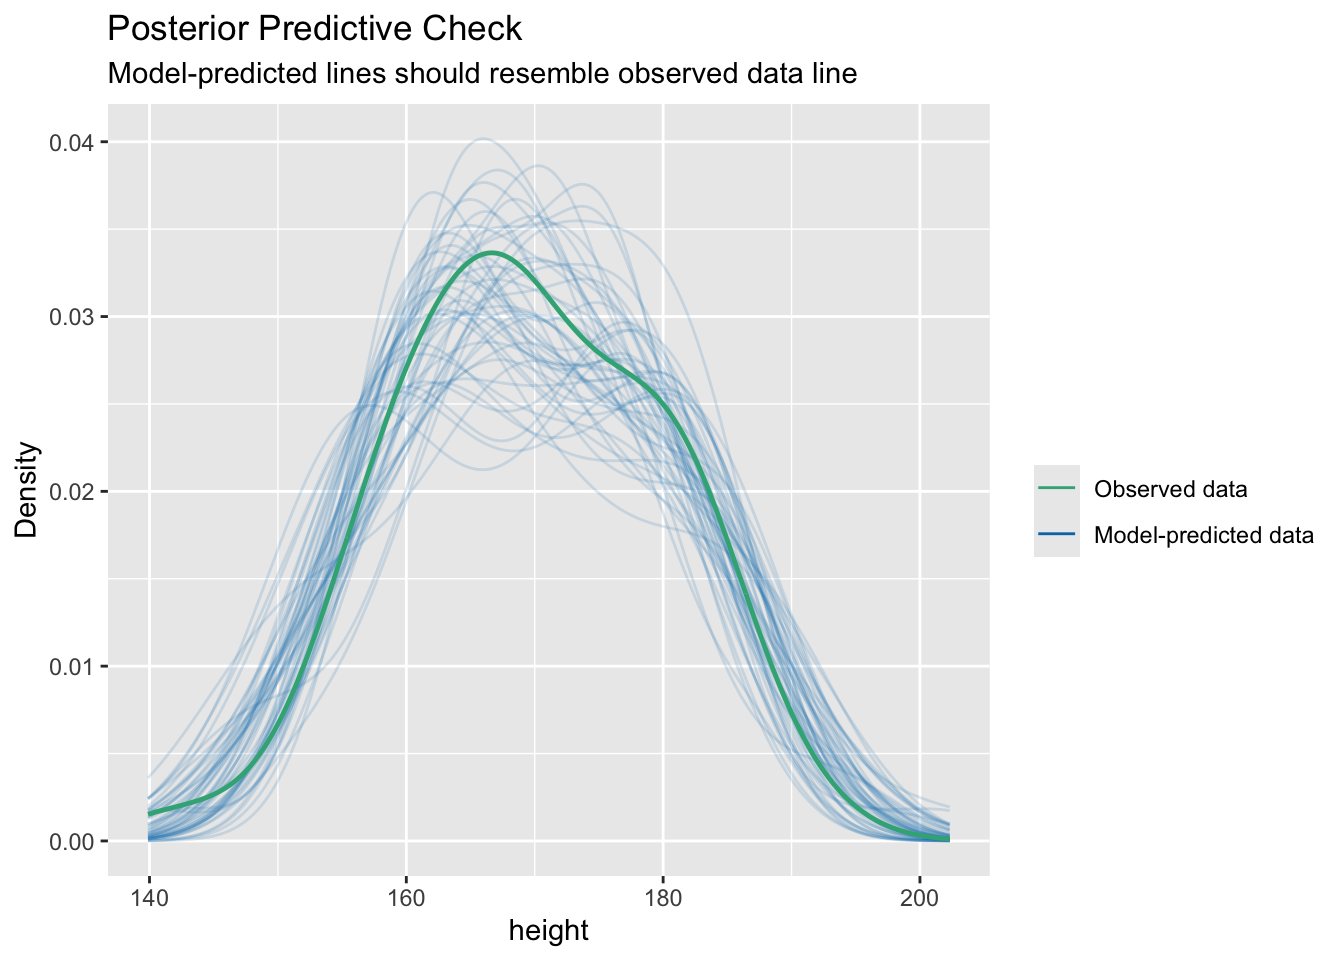 Posterior Predictive Check
Model-predicted lines should resemble observed data line
0.04
0.03
0.02
0.01
0.00
Density
140 160 180 200
height
Observed data
Model-predicted data